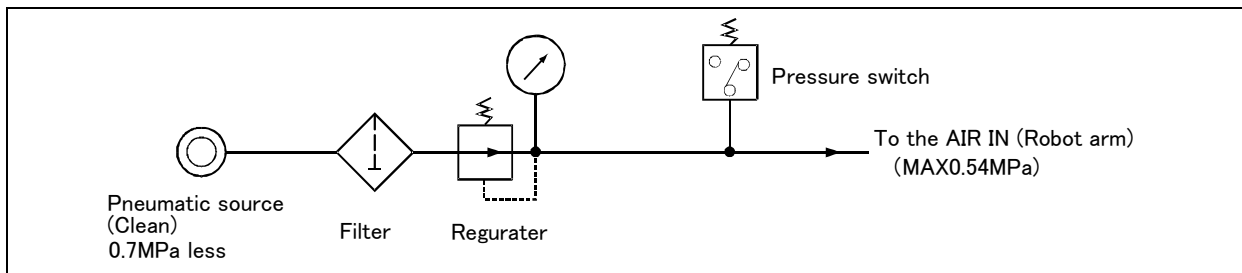 Pneumatic source
(Clean)
0.7MPa less
Filter
Regurater
Pressure switch
To the AIR IN (Robot arm)
(MAX0.54MPa)